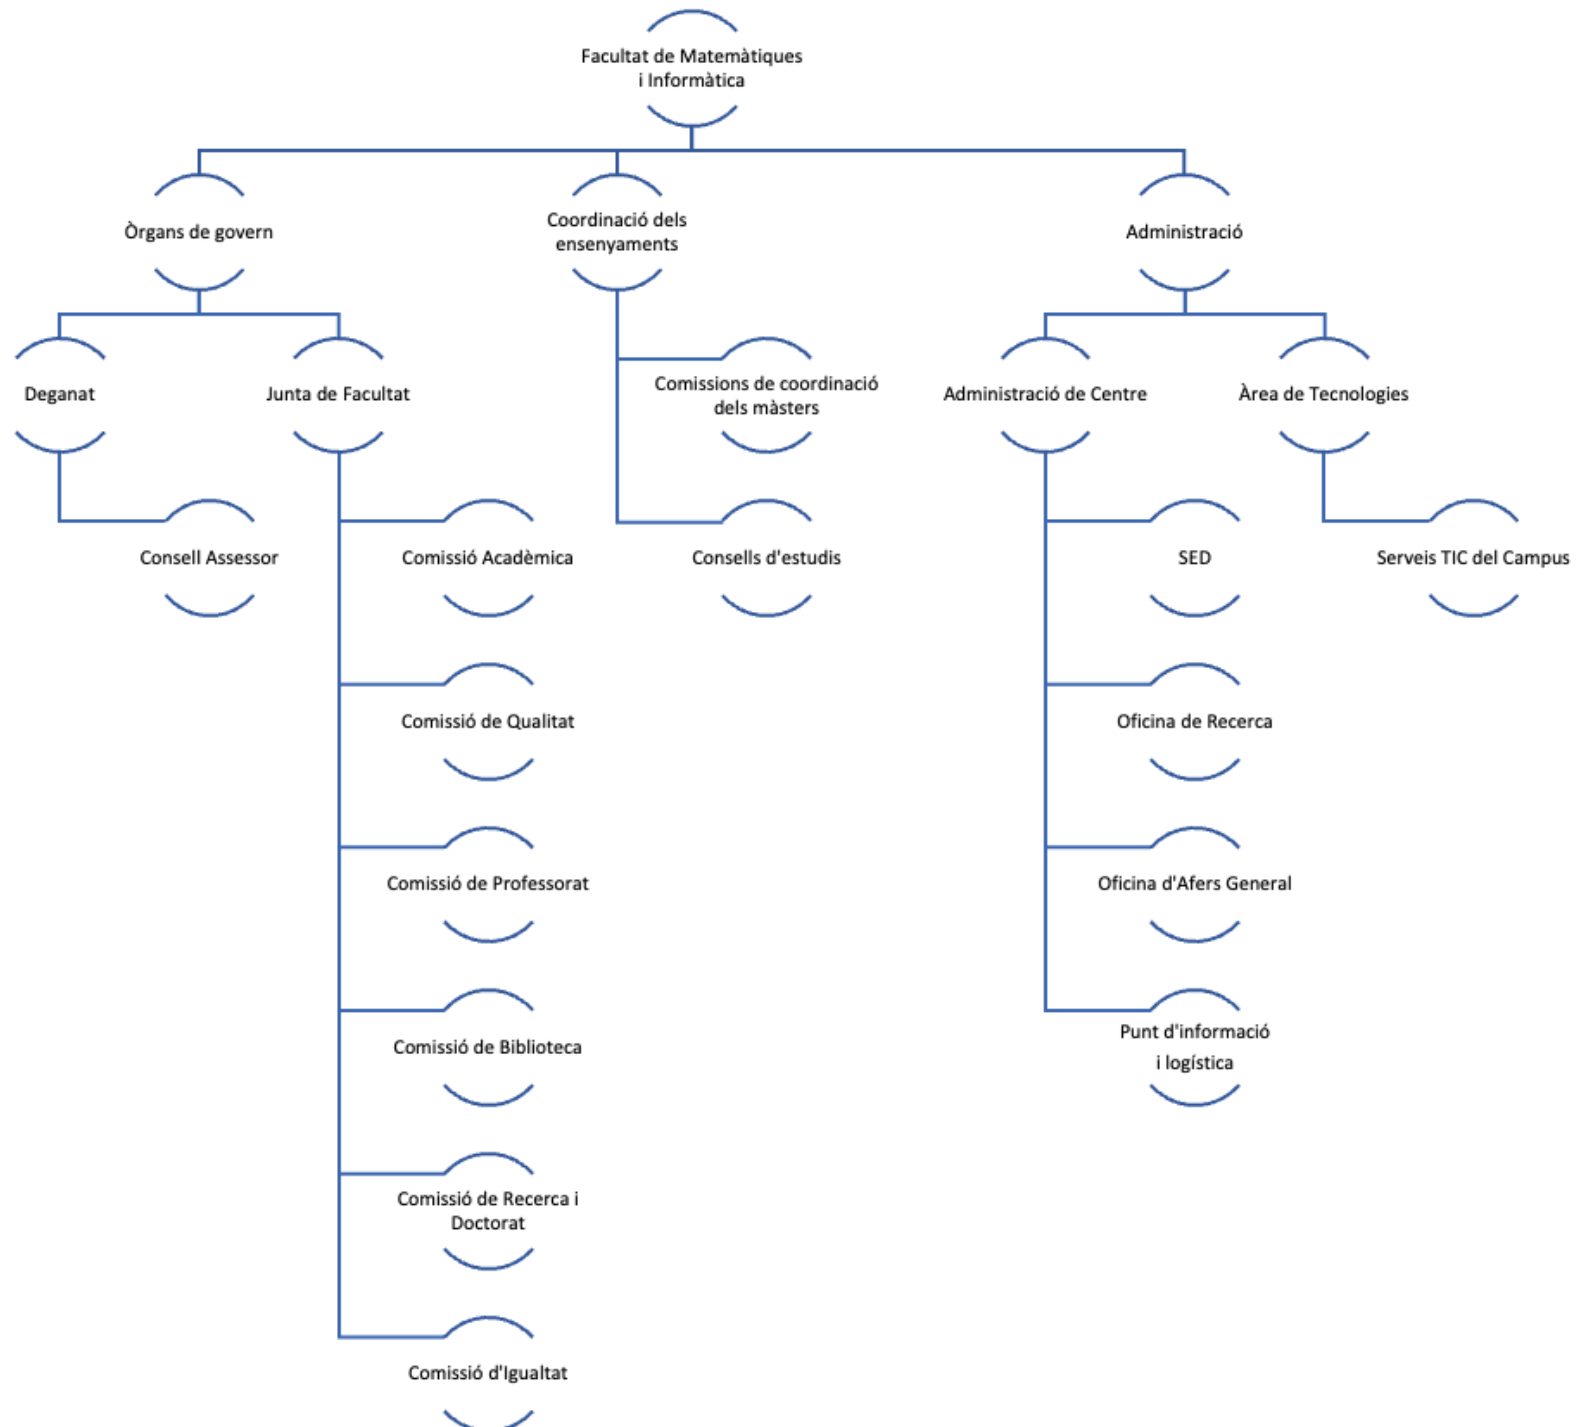 Facultat de Matemàtiques
i Informàtica
Òrgans de govern
Coordinació dels
ensenyaments
Administració
Deganat
Junta de Facultat
Comissions de coordinació
dels màsters
Administració de Centre
Àrea de Tecnologies
Consell Assessor
Comissió Acadèmica
Consells d'estudis
SED
Serveis TIC del Campus
Comissió de Qualitat
Oficina de Recerca
Comissió de Professorat
Oficina d'Afers General
Comissió de Biblioteca
Punt d'informació
i logística
Comissió de Recerca i
Doctorat
Comissió d'Igualtat